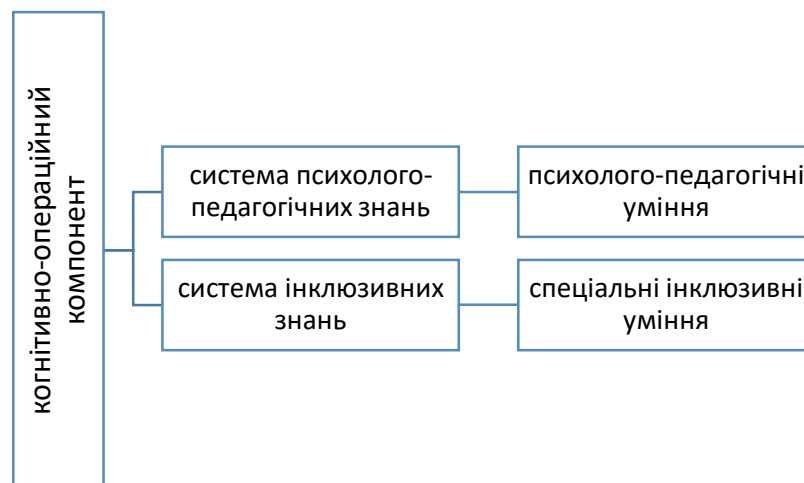 когнітивно-операційний
компонент
система психолого-
педагогічних знань
психолого-педагогічні
уміння
система інклюзивних
знань
спеціальні інклюзивні
уміння